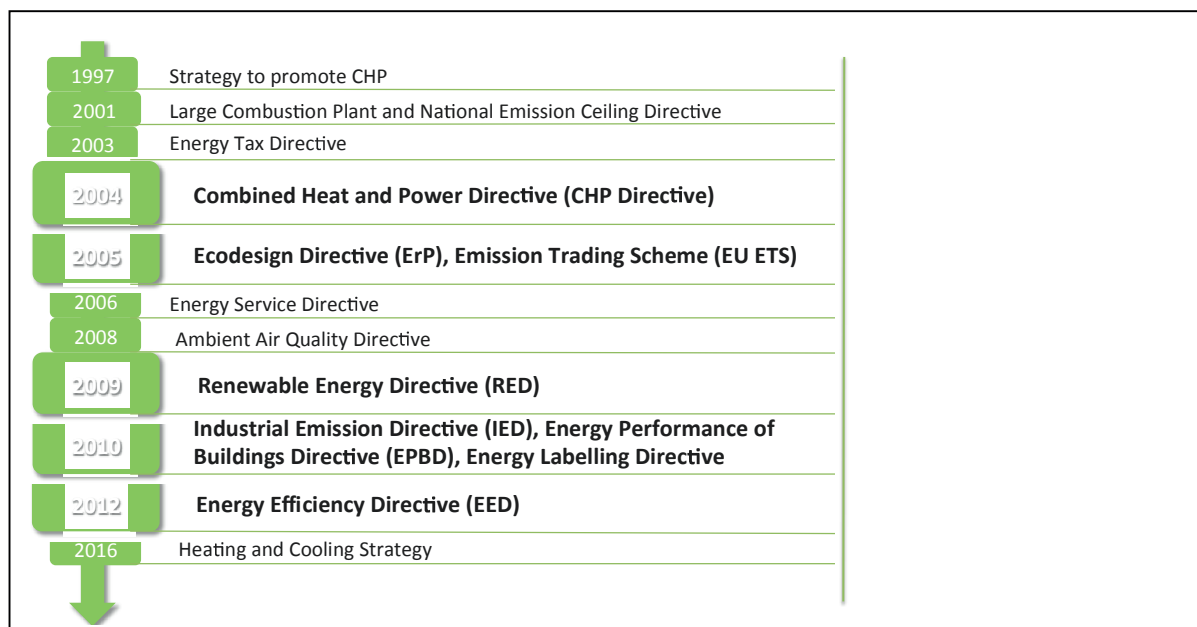 1997 Strategy to promote CHP
2001 Large Combustion Plant and National Emission Ceiling Directive
2003 Energy Tax Directive
2004 Combined Heat and Power Directive (CHP Directive)
2005 Ecodesign Directive (ErP), Emission Trading Scheme (EU ETS)
2006 Energy Service Directive
2008 Ambient Air Quality Directive
2009 Renewable Energy Directive (RED)
2010 Industrial Emission Directive (IED), Energy Performance of
Buildings Directive (EPBD), Energy Labelling Directive
2012 Energy Efficiency Directive (EED)
2016 Heating and Cooling Strategy